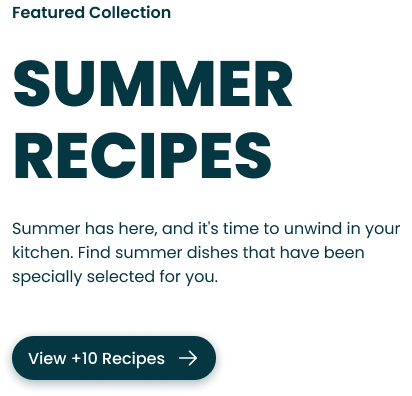 Featured Collection
SUMMER
RECIPES
Summer has here, and it's time to unwind in your
kitchen. Find summer dishes that have been
specially selected for you.
View +10 Recipes →